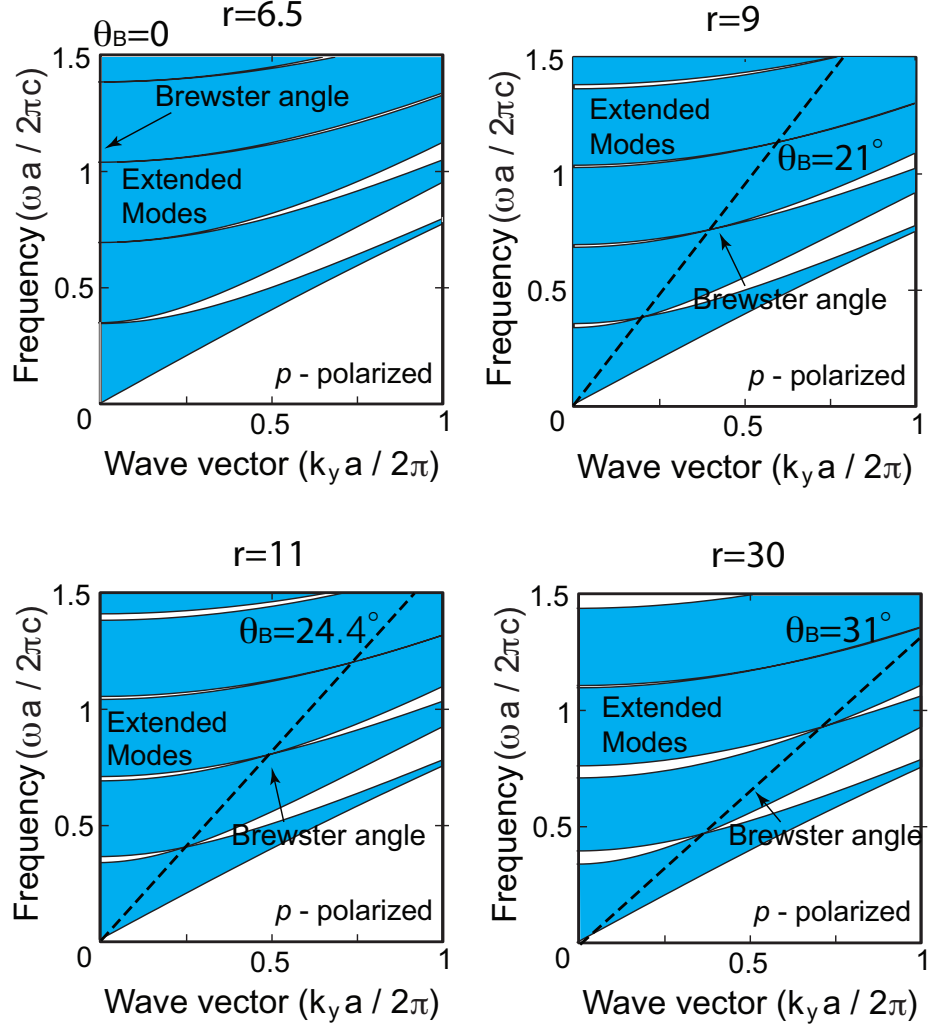 r=6.5
θB=0
1.5
Brewster angle
1
Extended
Modes
0.5
p - polarized
0
0.5
1
Frequency (ωa / 2πc)
Wave vector (ky a / 2π)
r=9
1.5
Extended
Modes
1
θB=21°
0.5
Brewster angle
p - polarized
0
0.5
1
Frequency (ωa / 2πc)
Wave vector (kya / 2π)
r=11
1.5
θB=24.4°
1
Extended
Modes
0.5
Brewster angle
p - polarized
0
0.5
1
Frequency (ωa / 2πc)
Wave vector (kya / 2π)
r=30
1.5
θB=31°
1
Extended
Modes
0.5
Brewster angle
p - polarized
0
0.5
1
Frequency (ωa / 2πc)
Wave vector (kya / 2π)